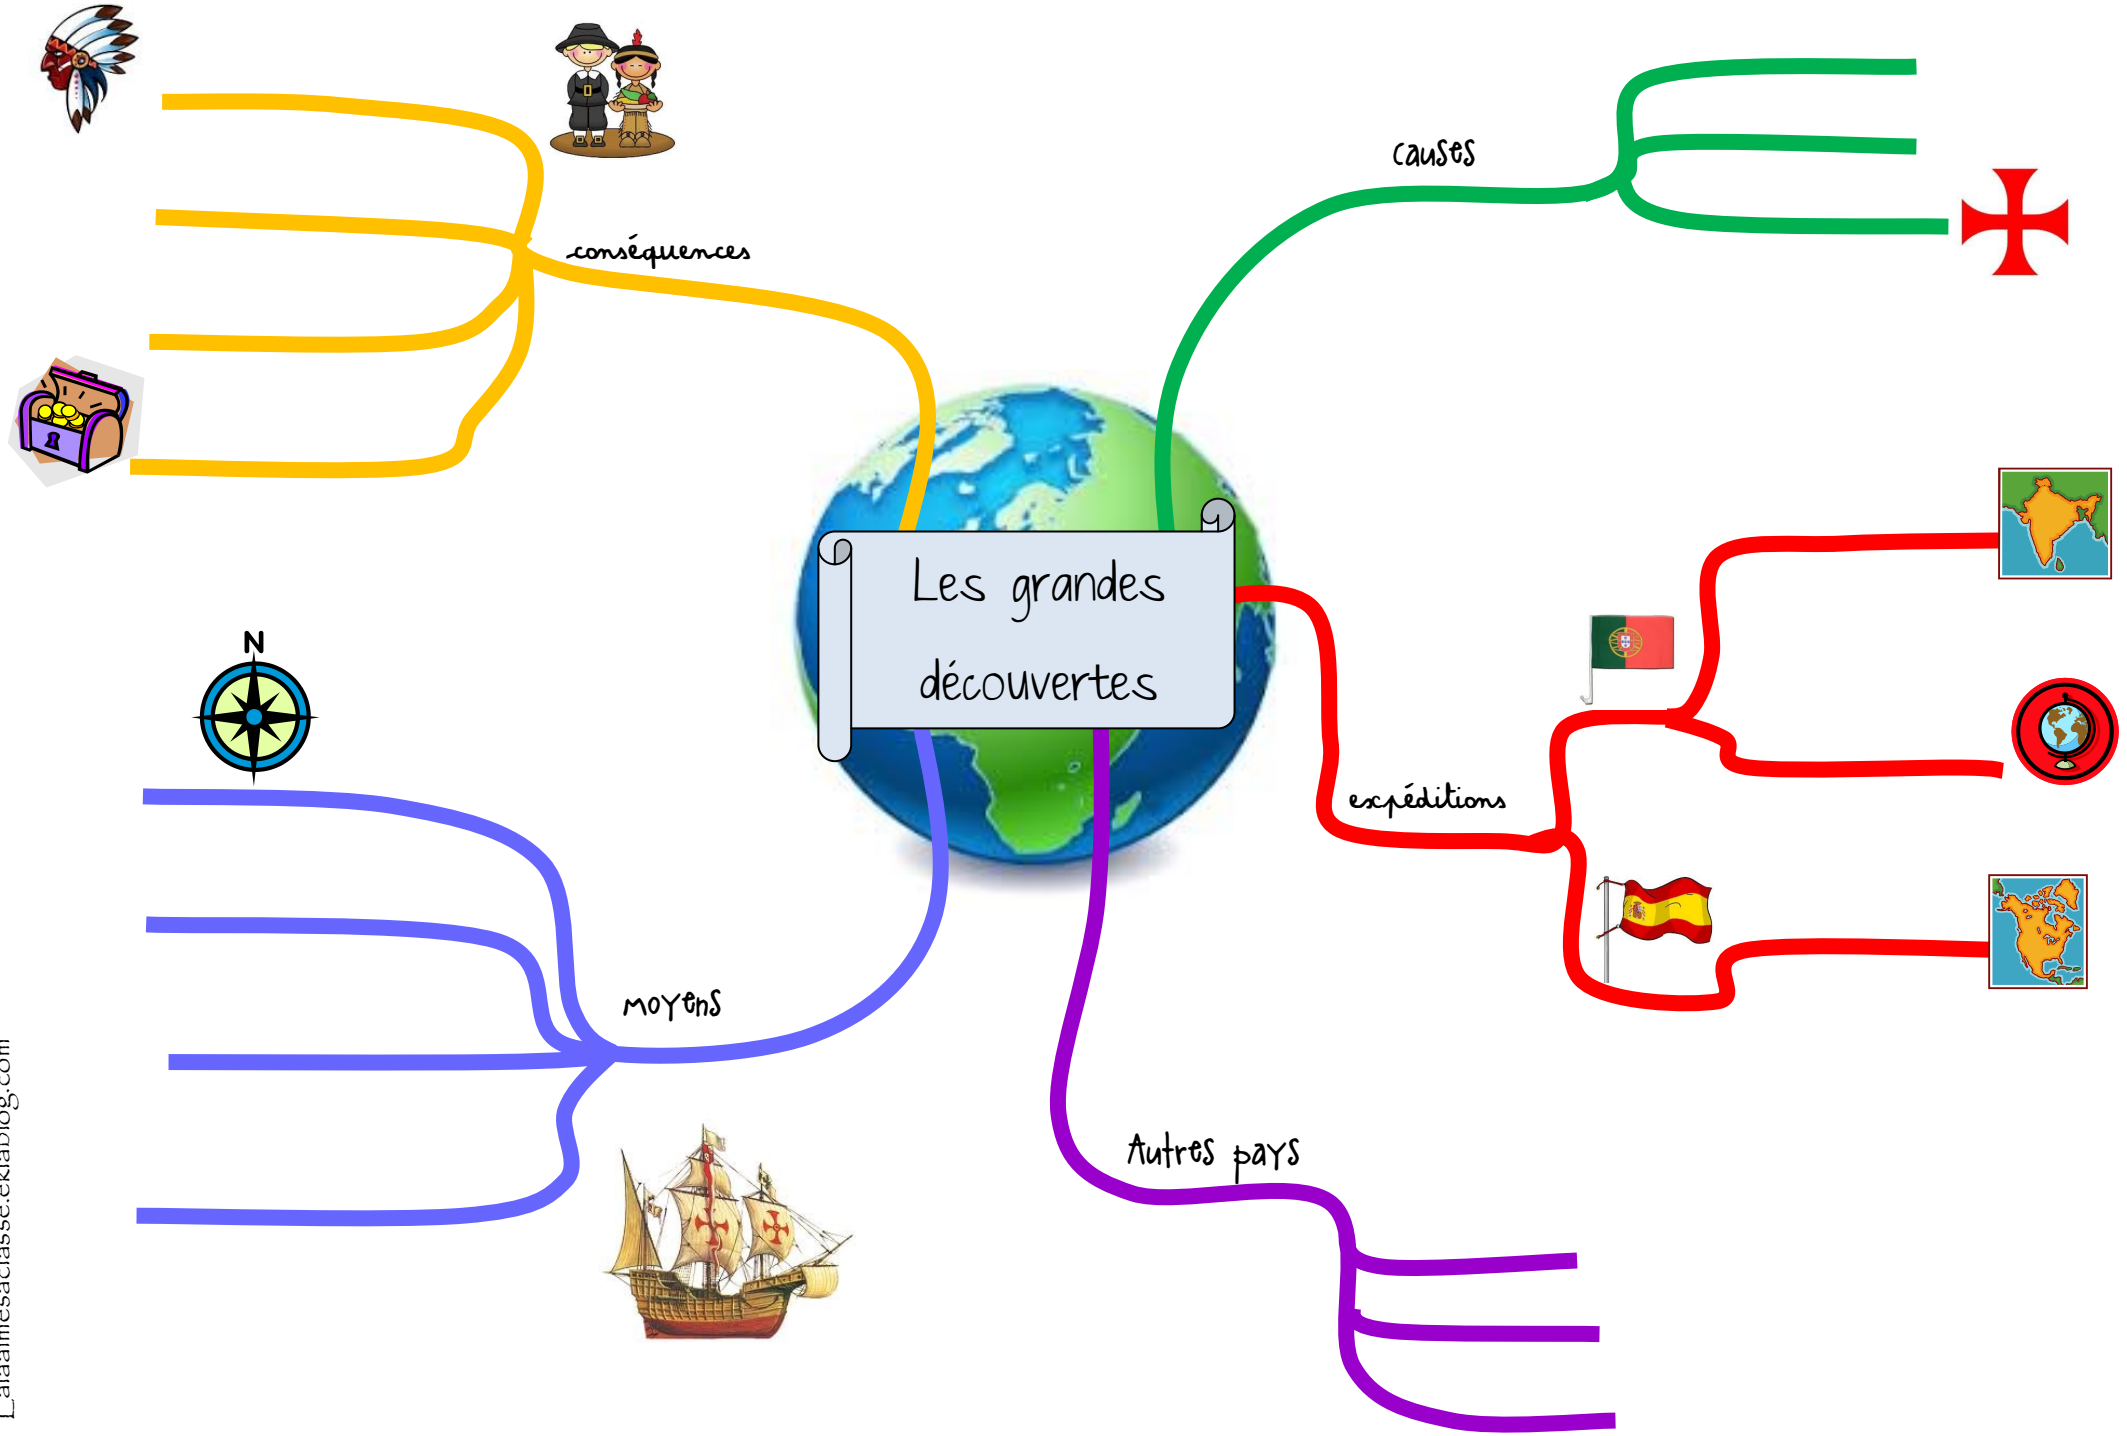 causes
conséquences
Les grandes
découvertes
N
expéditions
moyens
Autres pays